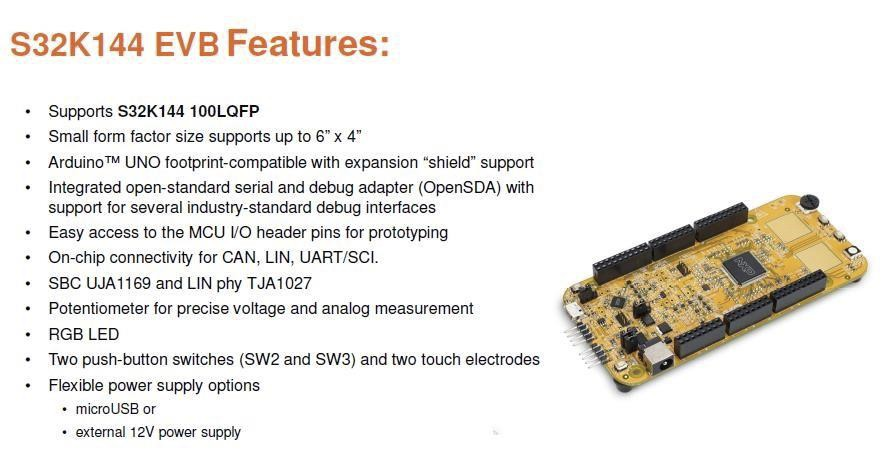 S32K144 EVB Features:
• Supports S32K144 100LQFP
• Small form factor size supports up to 6” x 4”
• Arduino™ UNO footprint-compatible with expansion “shield” support
• Integrated open-standard serial and debug adapter (OpenSDA) with
support for several industry-standard debug interfaces
• Easy access to the MCU I/O header pins for prototyping
• On-chip connectivity for CAN, LIN, UART/SCI.
• SBC UJA1169 and LIN phy TJA1027
• Potentiometer for precise voltage and analog measurement
• RGB LED
• Two push-button switches (SW2 and SW3) and two touch electrodes
• Flexible power supply options
• microUSB or
• external 12V power supply
NXP